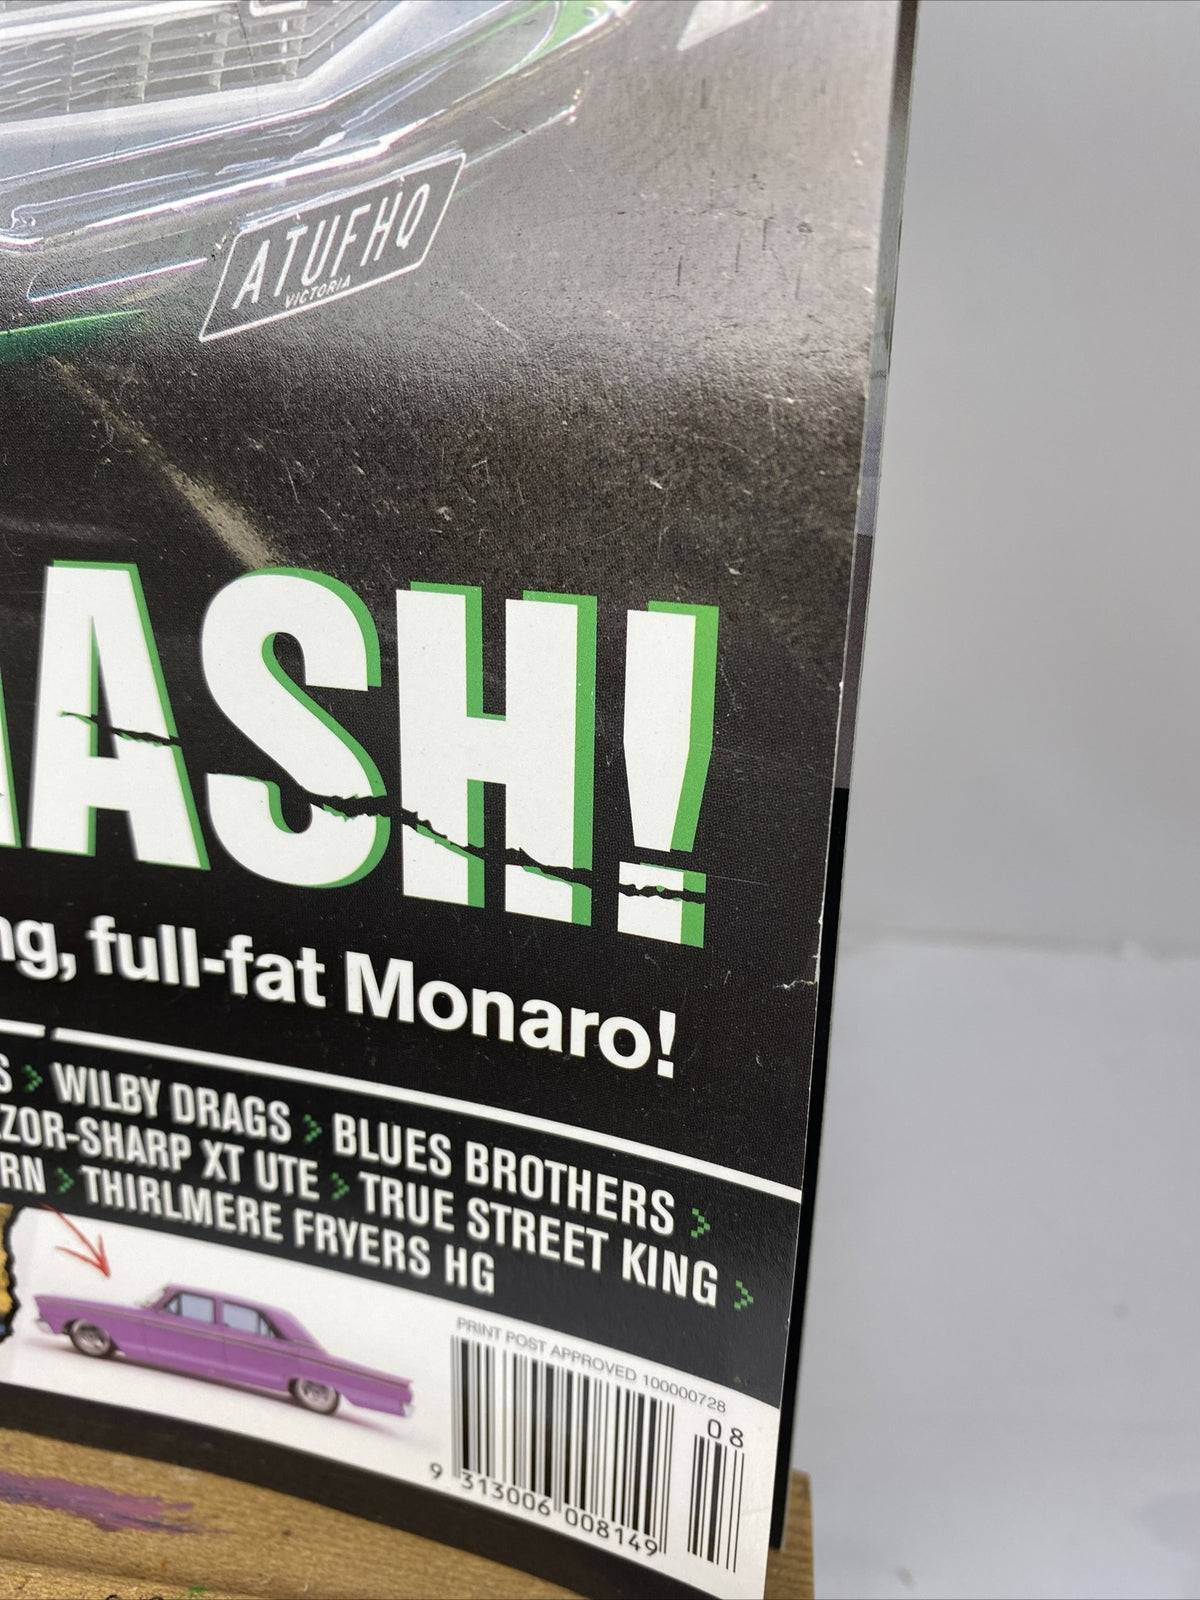 ATUFHQ
VICTORIA
ASH!
ng, full-fat Monaro!
S > WILBY DRAGS > BLUES BROTHERS >
ZOR-SHARP XT UTE > TRUE STREET KING >
RN > THIRLMERE FRYERS HG
PRINT POST APPROVED 100000728
08
9 313006 008149